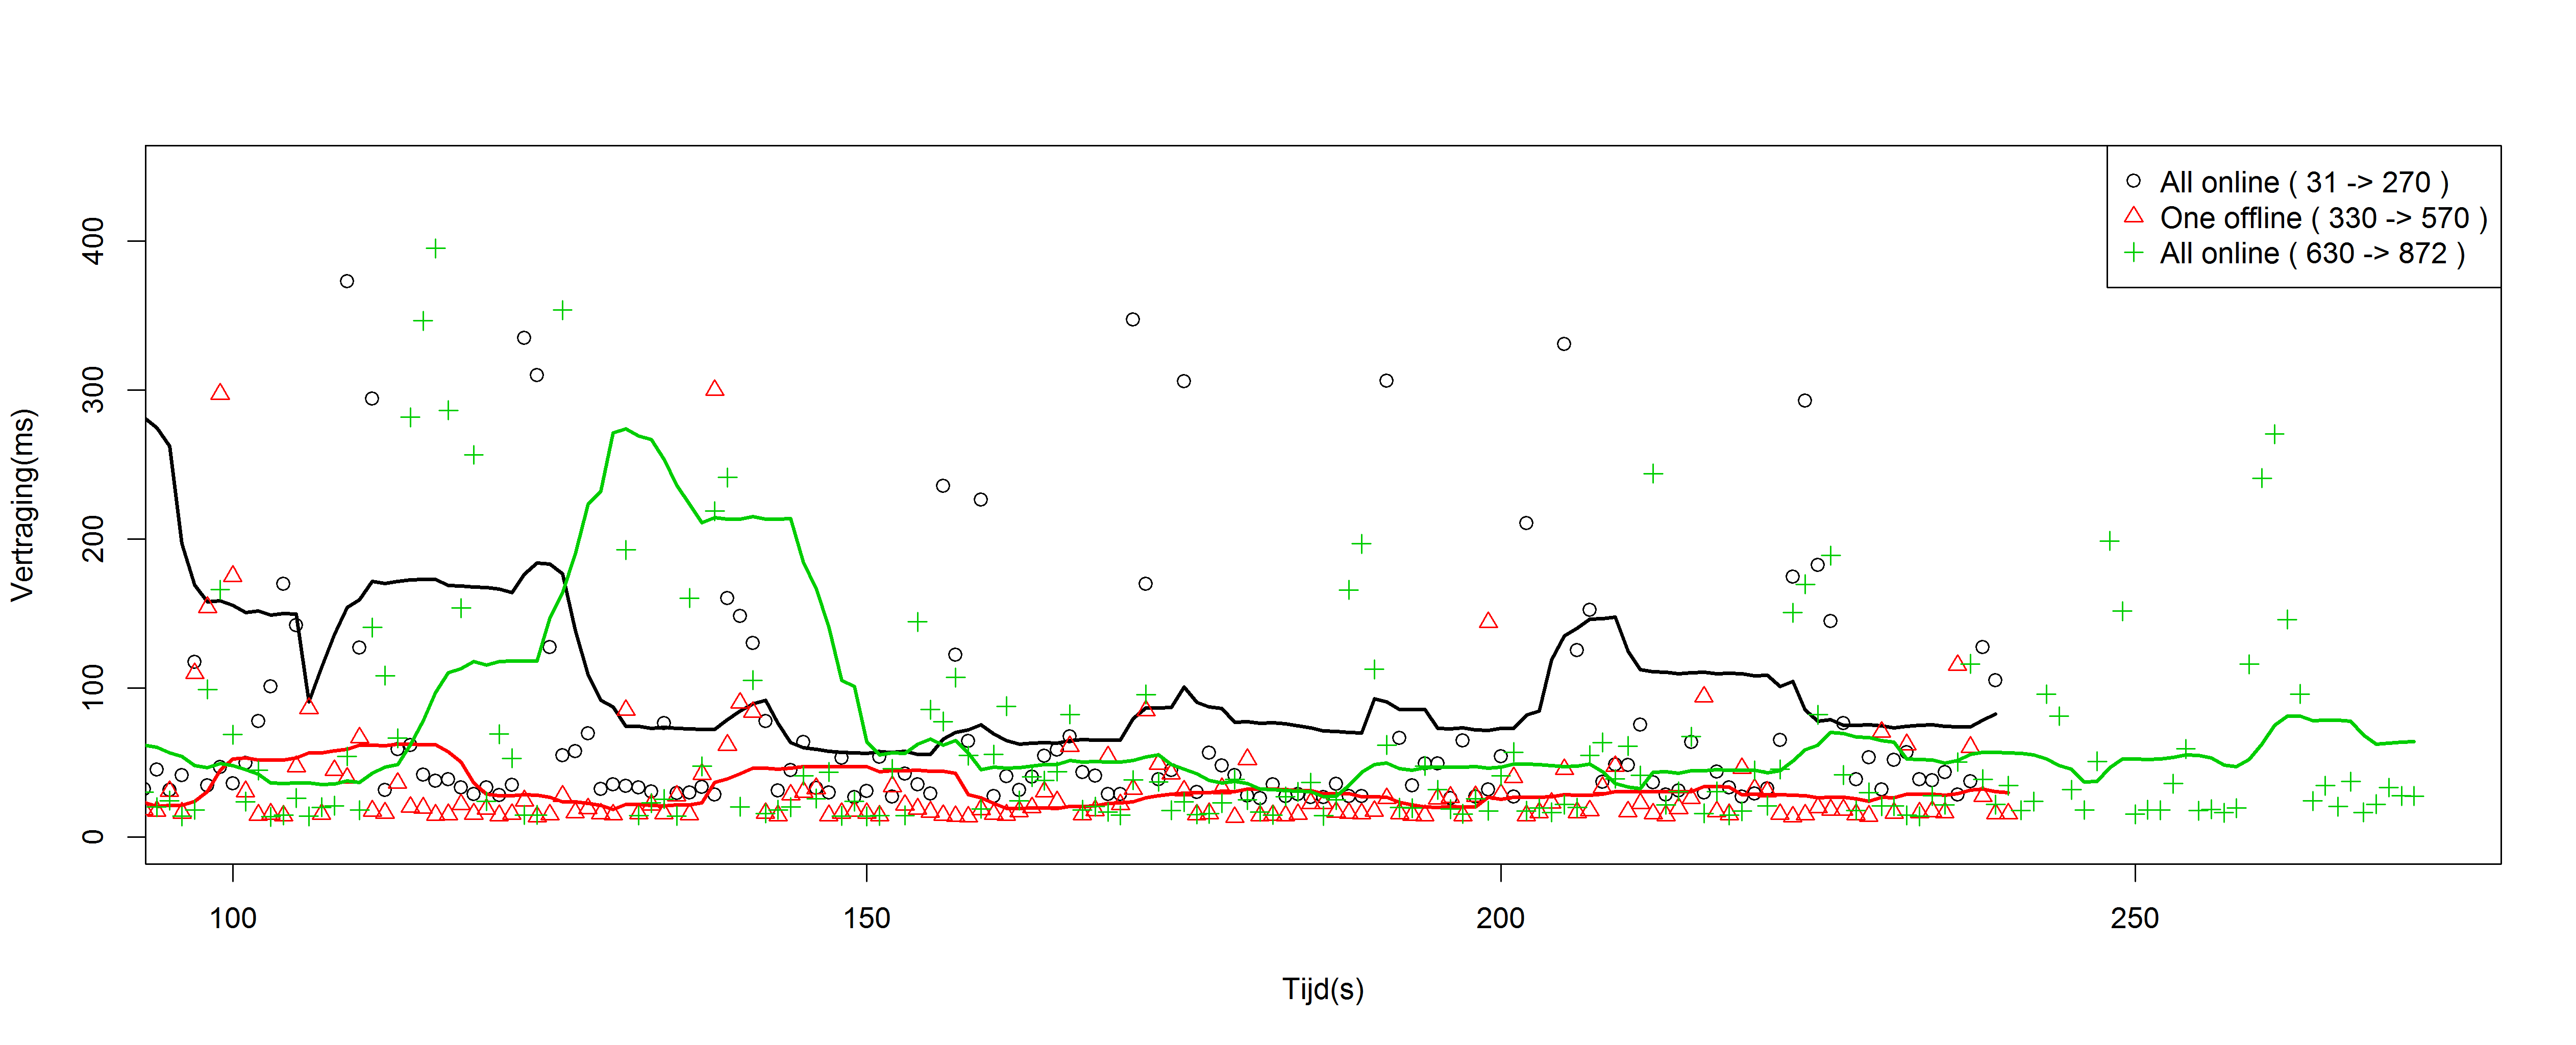 All online ( 31 -> 270 )
One offline ( 330 -> 570 )
All online ( 630 -> 872 )
Vertraging(ms)
400
300
200
100
0
100
150
200
250
Tijd(s)